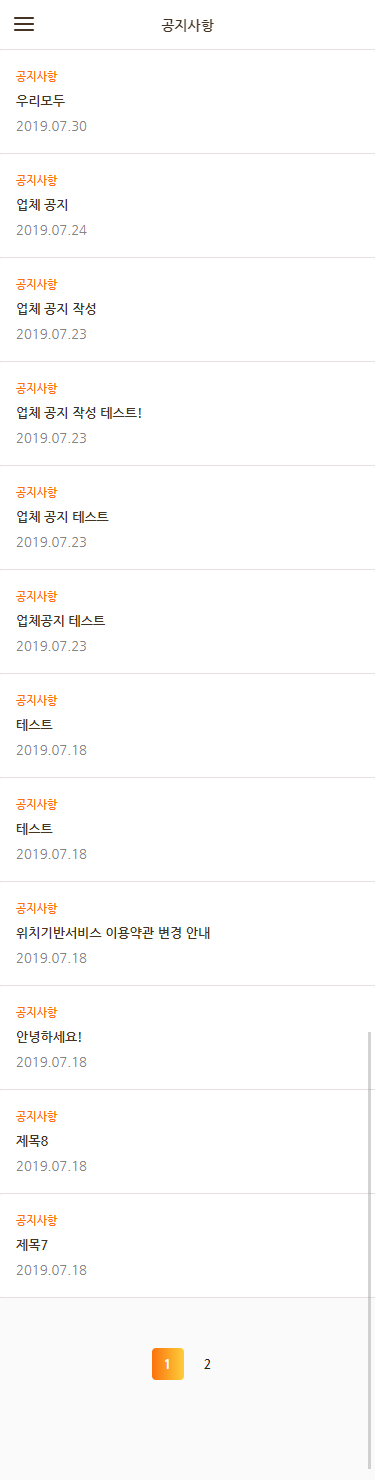 공지사항
공지사항
우리모두
2019.07.30
공지사항
업체 공지
2019.07.24
공지사항
업체 공지 작성
2019.07.23
공지사항
업체 공지 작성 테스트!
2019.07.23
공지사항
업체 공지 테스트
2019.07.23
공지사항
업체공지 테스트
2019.07.23
공지사항
테스트
2019.07.18
공지사항
테스트
2019.07.18
공지사항
위치기반서비스 이용약관 변경 안내
2019.07.18
공지사항
안녕하세요!
2019.07.18
공지사항
제목8
2019.07.18
공지사항
제목7
2019.07.18
1 2